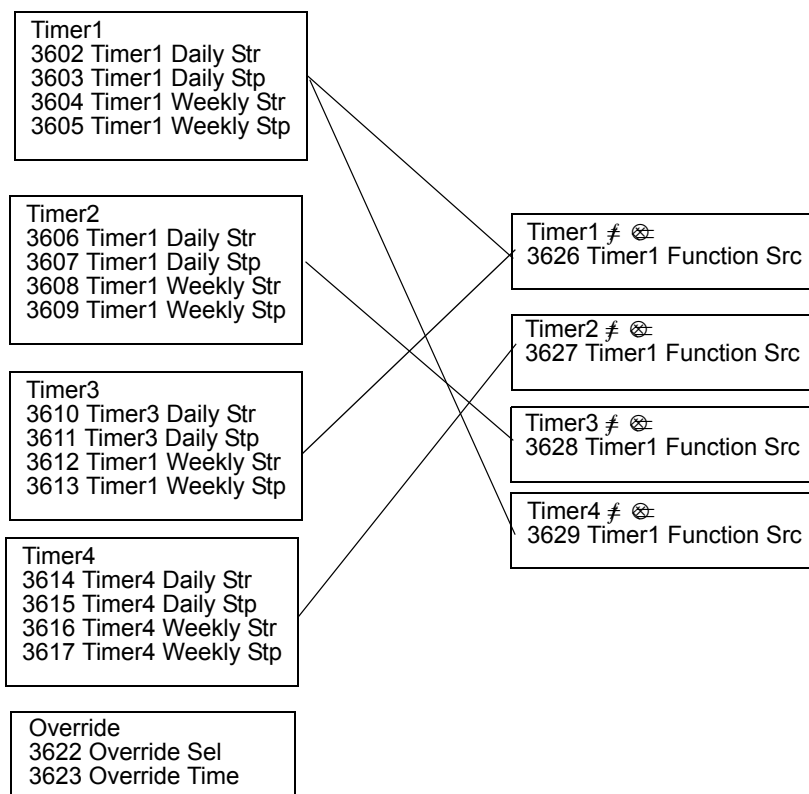 Timer1
3602 Timer1 Daily Str
3603 Timer1 Daily Stp
3604 Timer1 Weekly Str
3605 Timer1 Weekly Stp
Timer2
3606 Timer1 Daily Str
3607 Timer1 Daily Stp
3608 Timer1 Weekly Str
3609 Timer1 Weekly Stp
Timer3
3610 Timer3 Daily Str
3611 Timer3 Daily Stp
3612 Timer1 Weekly Str
3613 Timer1 Weekly Stp
Timer4
3614 Timer4 Daily Str
3615 Timer4 Daily Stp
3616 Timer4 Weekly Str
3617 Timer4 Weekly Stp
Override
3622 Override Sel
3623 Override Time
Timer1
3626 Timer1 Function Src
Timer2
3627 Timer1 Function Src
Timer3
3628 Timer1 Function Src
Timer4
3629 Timer1 Function Src